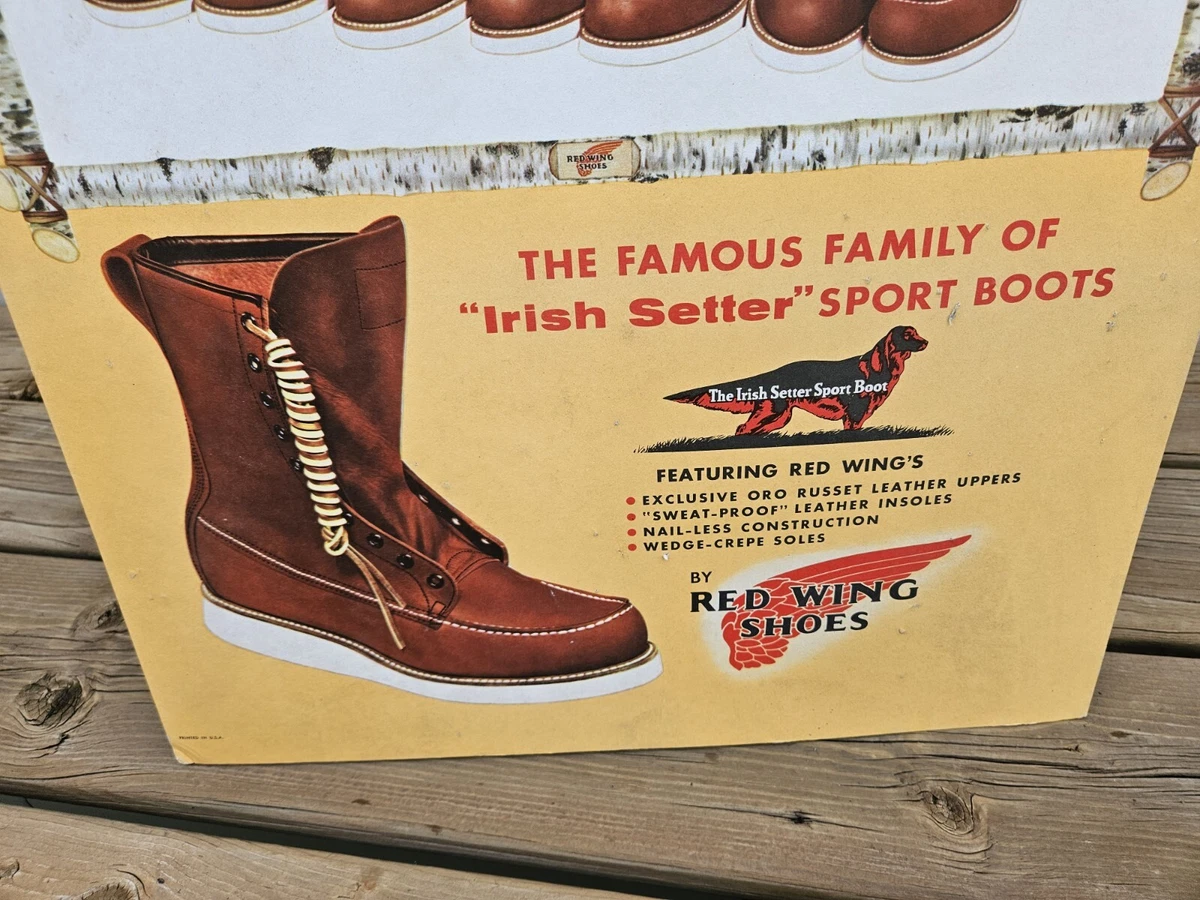 RED WING
SHOES
THE FAMOUS FAMILY OF
"Irish Setter" SPORT BOOTS
The Irish Setter Sport Boot
FEATURING RED WING'S
• EXCLUSIVE ORO RUSSET LEATHER UPPERS
• "SWEAT-PROOF" LEATHER INSOLES
• NAIL-LESS CONSTRUCTION
• WEDGE-CREPE SOLES
BY
RED WING
SHOES
PRINTED IN U.S.A.